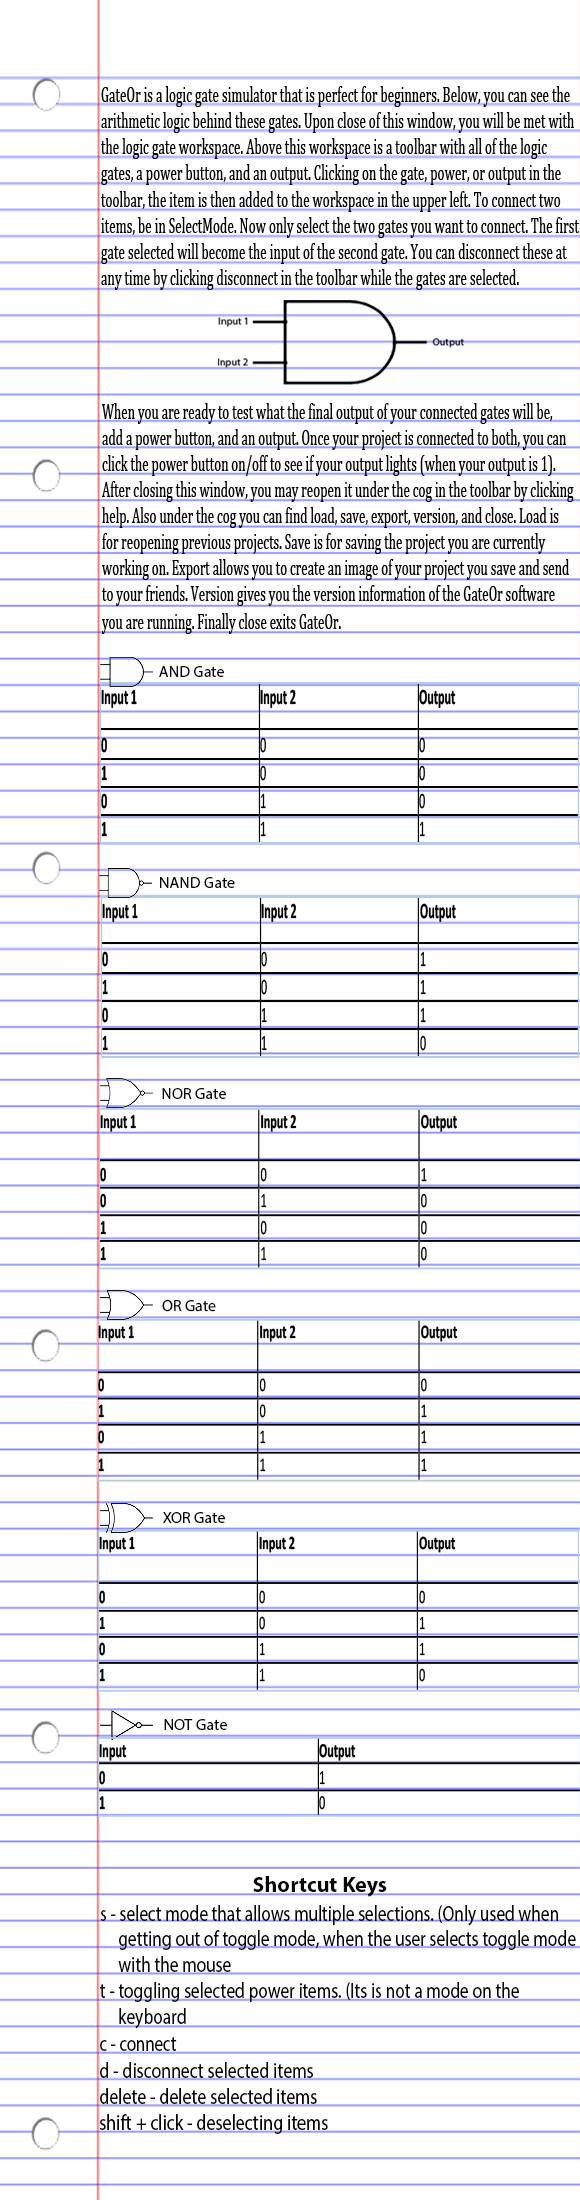 GateOr is a logic gate simulator that is perfect for beginners. Below, you can see the
arithmetic logic behind these gates. Upon close of this window, you will be met with
the logic gate workspace. Above this workspace is a toolbar with all of the logic
gates, a power button, and an output. Clicking on the gate, power, or output in the
toolbar, the item is then added to the workspace in the upper left. To connect two
items, be in SelectMode. Now only select the two gates you want to connect. The first
gate selected will become the input of the second gate. You can disconnect these at
any time by clicking disconnect in the toolbar while the gates are selected.
Input 1
Output
Input 2
When you are ready to test what the final output of your connected gates will be,
add a power button, and an output. Once your project is connected to both, you can
click the power button on/off to see if your output lights (when your output is 1).
After closing this window, you may reopen it under the cog in the toolbar by clicking
help. Also under the cog you can find load, save, export, version, and close. Load is
for reopening previous projects. Save is for saving the project you are currently
working on. Export allows you to create an image of your project you save and send
to your friends. Version gives you the version information of the GateOr software
you are running. Finally close exits GateOr.
AND Gate
Input 1 Input 2 Output
0 0 0
1 0 0
0 1 0
1 1 1
NAND Gate
Input 1 Input 2 Output
0 0 1
1 0 1
0 1 1
1 1 0
NOR Gate
Input 1 Input 2 Output
0 0 1
0 1 0
1 0 0
1 1 0
OR Gate
Input 1 Input 2 Output
0 0 0
1 0 1
0 1 1
1 1 1
XOR Gate
Input 1 Input 2 Output
0 0 0
1 0 1
0 1 1
1 1 0
NOT Gate
Input Output
0 1
1 0
Shortcut Keys
s - select mode that allows multiple selections. (Only used when
getting out of toggle mode, when the user selects toggle mode
with the mouse
t - toggling selected power items. (Its is not a mode on the
keyboard
c - connect
d - disconnect selected items
delete - delete selected items
shift + click - deselecting items